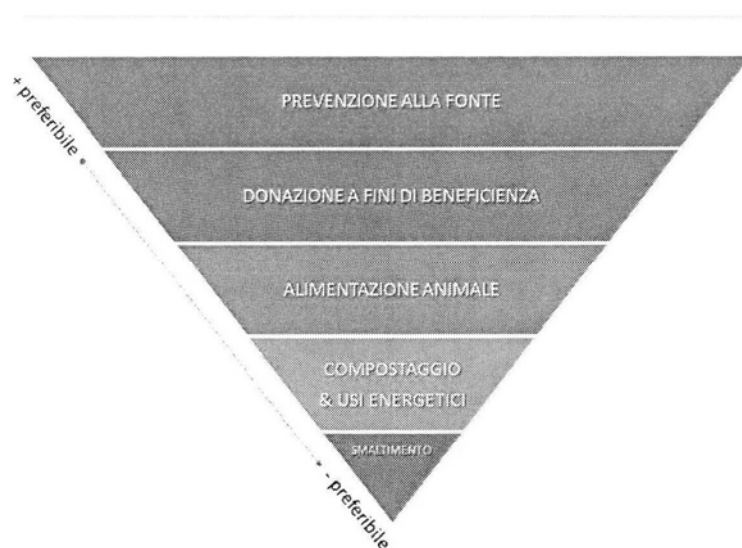 + preferibile
PREVENZIONE ALLA FONTE
DONAZIONE A FINI DI BENEFICIENZA
ALIMENTAZIONE ANIMALE
COMPOSTAGGIO
& USI ENERGETICI
SMALTIMENTO
- preferibile